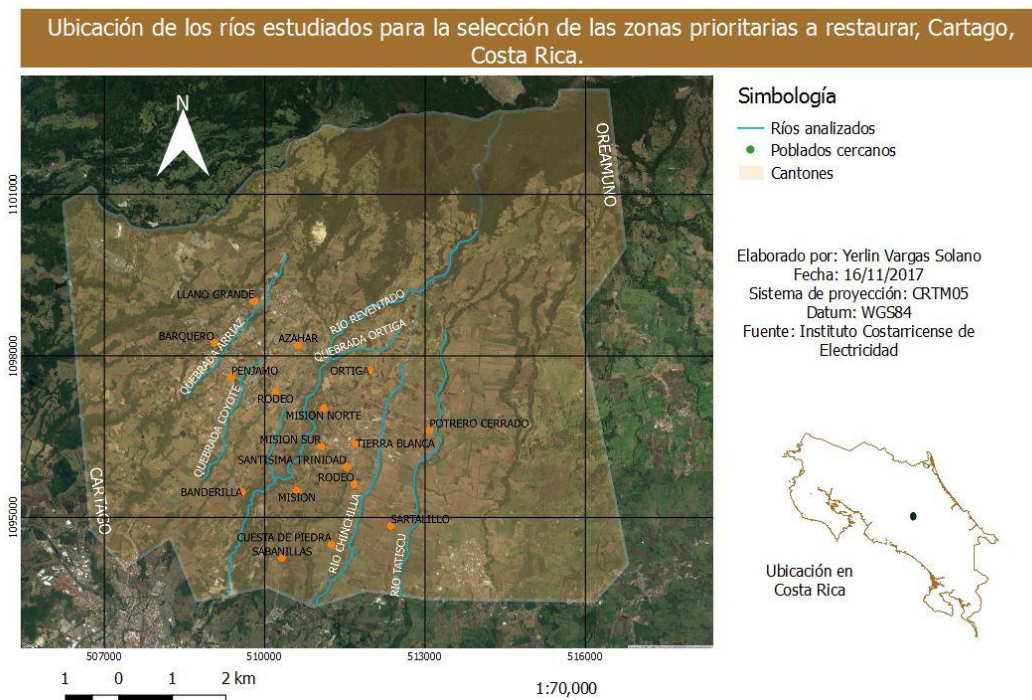 Ubicación de los ríos estudiados para la selección de las zonas prioritarias a restaurar, Cartago,
Costa Rica.
N
OREAMUNO
1101000
LLANO GRANDE
RIO REVENTADO
BARQUERO
QUEBRADA ARRIAZ
AZAHAR
QUEBRADA ORTIGA
1098000
PENJAMO
ORTIGA
RODEO
QUEBRADA COYOTE
MISION NORTE
POTRERO CERRADO
MISION SUR
TIERRA BLANCA
SANTISIMA TRINIDAD
RODEO
BANDERILLA
MISION
CARTAGO
1095000
SARTALILLO
RIO CHINCHILLA
CUESTA DE PIEDRA
SABANILLAS
RIO TATISCU
507000
510000
513000
516000
1 0 1 2 km
1:70,000
Simbología
Ríos analizados
Poblados cercanos
Cantones
Elaborado por: Yerlin Vargas Solano
Fecha: 16/11/2017
Sistema de proyección: CRTM05
Datum: WGS84
Fuente: Instituto Costarricense de
Electricidad
Ubicación en
Costa Rica